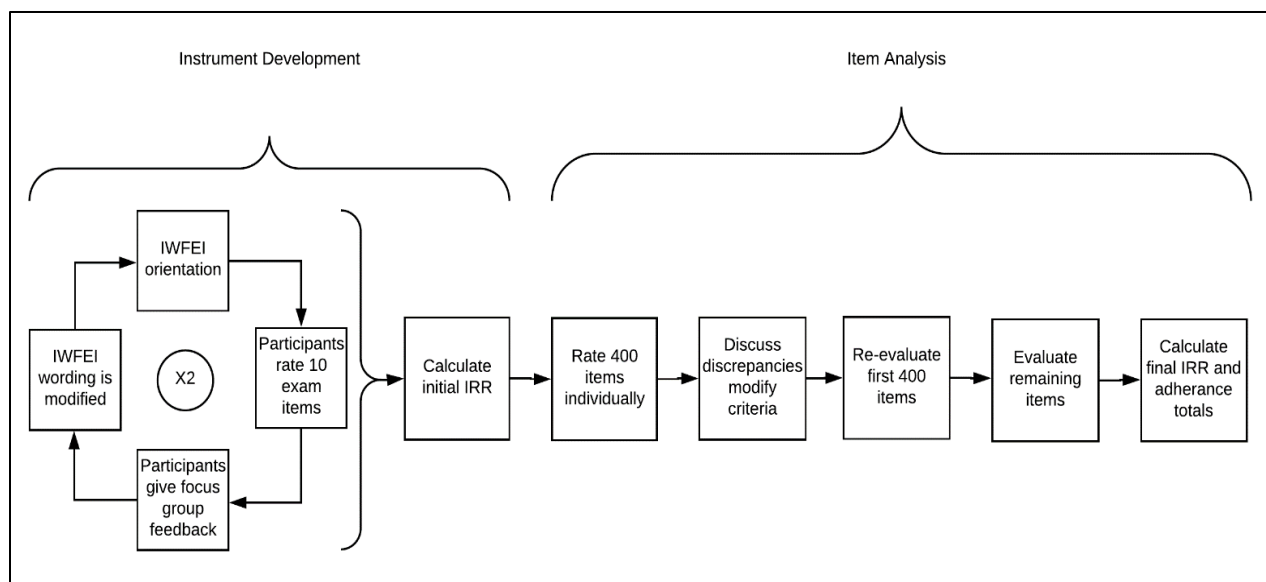 Instrument Development
Item Analysis
IWFEI
orientation
Participants
rate 10
exam
items
Participants
give focus
group
feedback
IWFEI
wording is
modified
X2
Calculate
initial IRR
Rate 400
items
individually
Discuss
discrepancies
modify
criteria
Re-evaluate
first 400
items
Evaluate
remaining
items
Calculate
final IRR and
adherance
totals